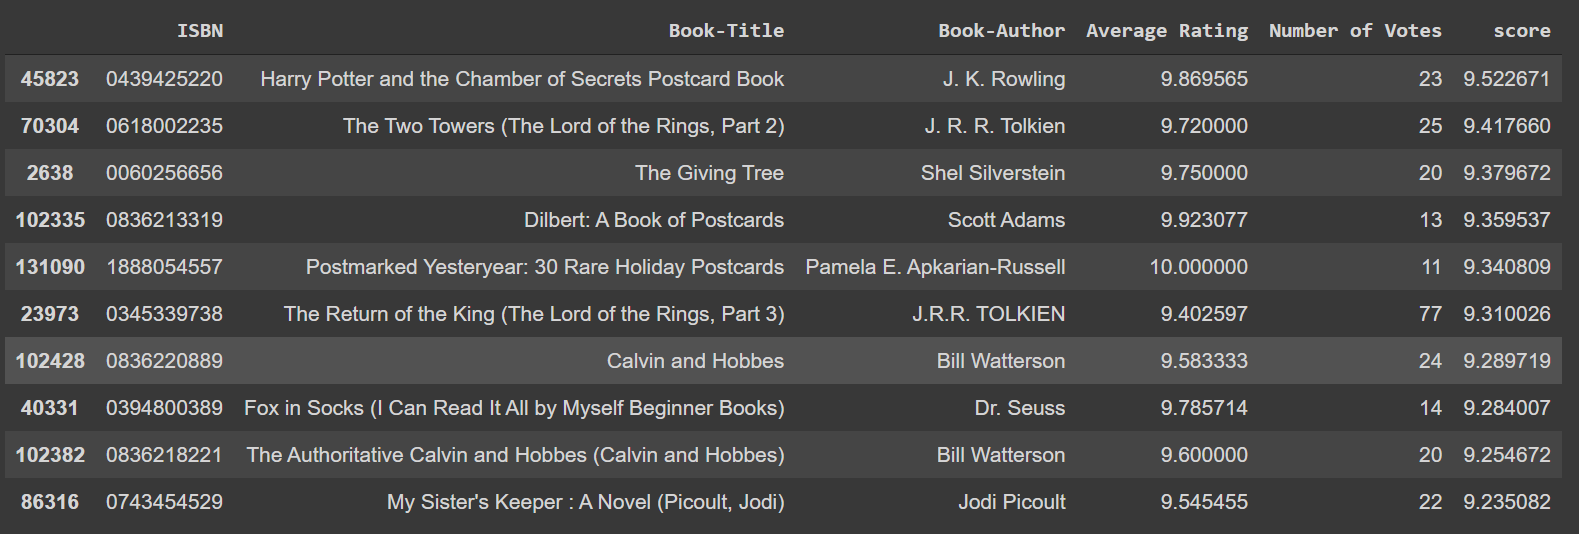 ISBN Book-Title Book-Author Average Rating Number of Votes score
45823 0439425220 Harry Potter and the Chamber of Secrets Postcard Book J. K. Rowling 9.869565 23 9.522671
70304 0618002235 The Two Towers (The Lord of the Rings, Part 2) J. R. R. Tolkien 9.720000 25 9.417660
2638 0060256656 The Giving Tree Shel Silverstein 9.750000 20 9.379672
102335 0836213319 Dilbert: A Book of Postcards Scott Adams 9.923077 13 9.359537
131090 1888054557 Postmarked Yesteryear: 30 Rare Holiday Postcards Pamela E. Apkarian-Russell 10.000000 11 9.340809
23973 0345339738 The Return of the King (The Lord of the Rings, Part 3) J.R.R. TOLKIEN 9.402597 77 9.310026
102428 0836220889 Calvin and Hobbes Bill Watterson 9.583333 24 9.289719
40331 0394800389 Fox in Socks (I Can Read It All by Myself Beginner Books) Dr. Seuss 9.785714 14 9.284007
102382 0836218221 The Authoritative Calvin and Hobbes (Calvin and Hobbes) Bill Watterson 9.600000 20 9.254672
86316 0743454529 My Sister's Keeper : A Novel (Picoult, Jodi) Jodi Picoult 9.545455 22 9.235082